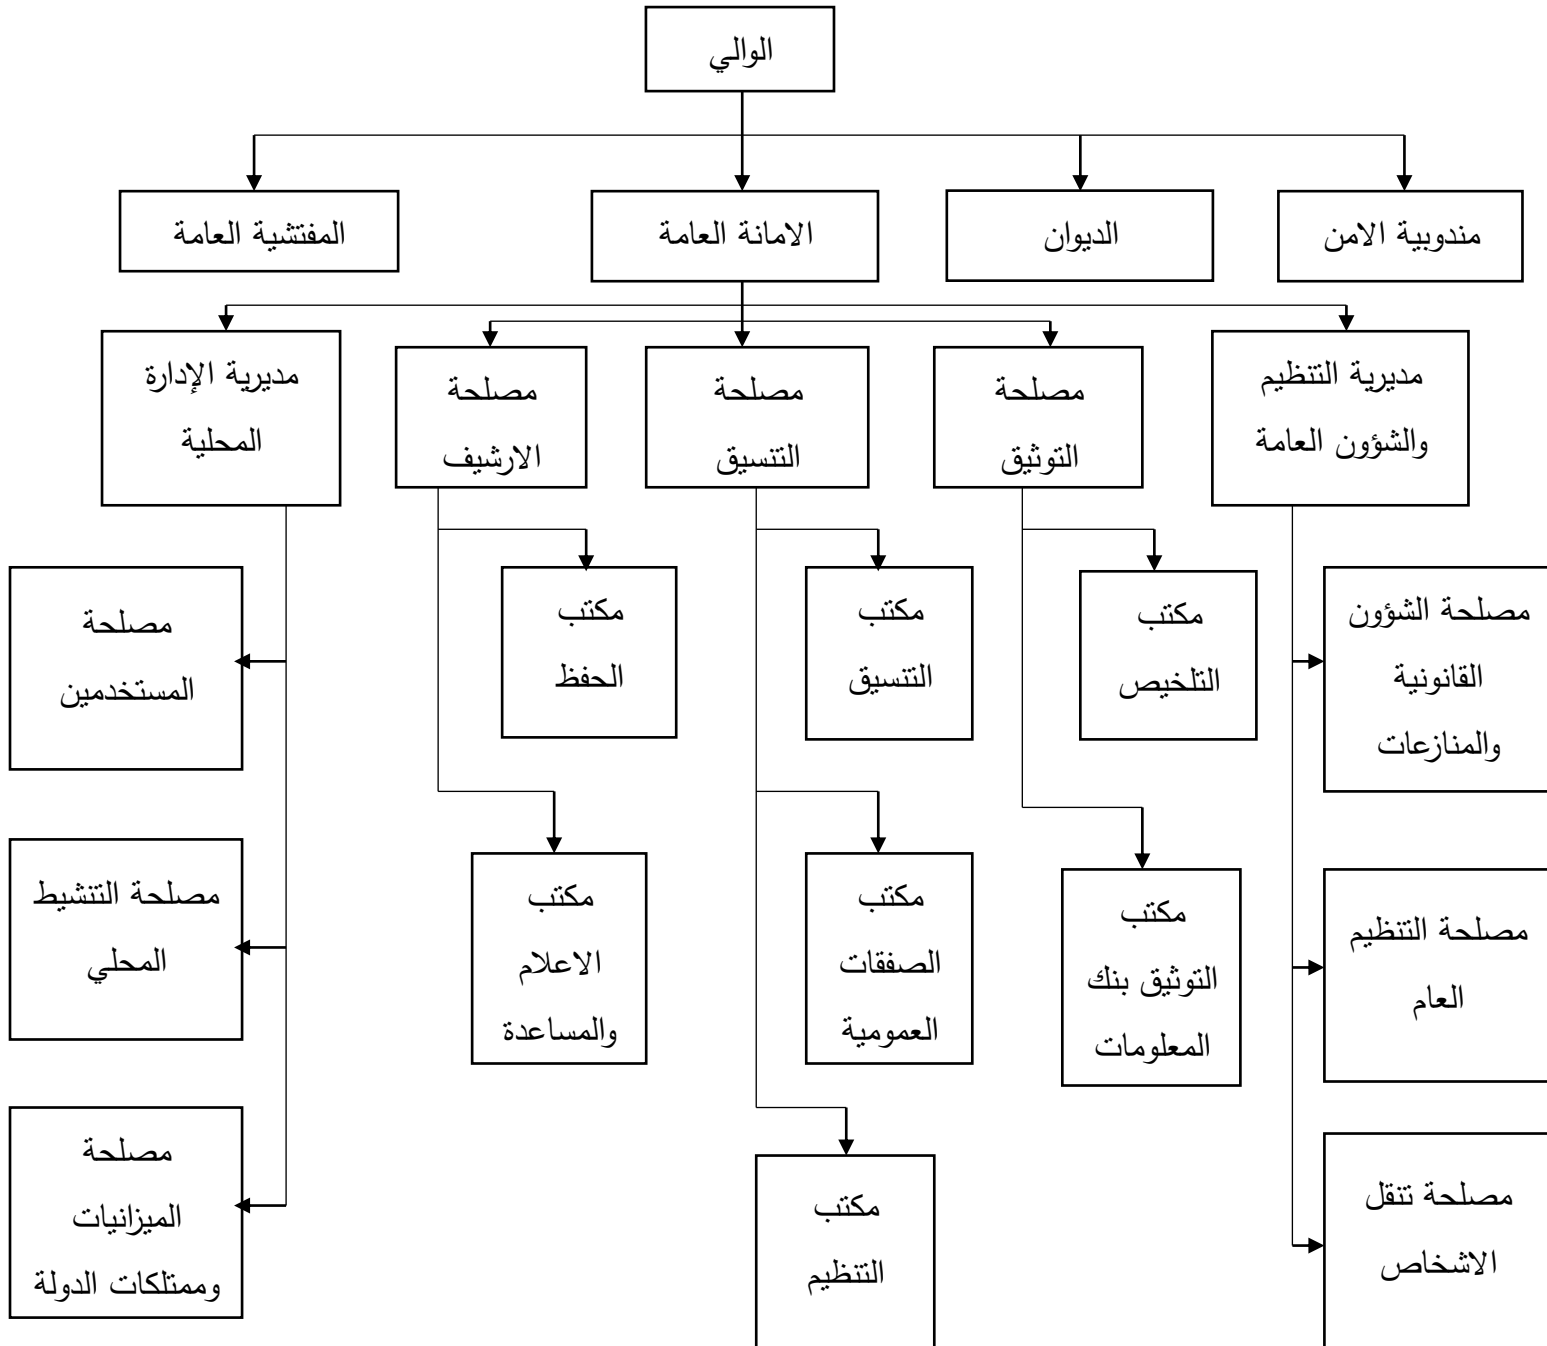 الوالي
مندوبية الامن
الديوان
الامانة العامة
المفتشية العامة
مديرية التنظيم
والشؤون العامة
مصلحة
التوثيق
مصلحة
التنسيق
مصلحة
الارشيف
مديرية الإدارة
المحلية
مصلحة الشؤون
القانونية
والمنازعات
مكتب
التلخيص
مكتب
التنسيق
مكتب
الحفظ
مصلحة
المستخدمين
مصلحة التنظيم
العام
مكتب
التوثيق بنك
المعلومات
مكتب
الصفقات
العمومية
مكتب
الاعلام
والمساعدة
مصلحة التنشيط
المحلي
مصلحة تنقل
الاشخاص
مكتب
التنظيم
مصلحة
الميزانيات
وممتلكات الدولة